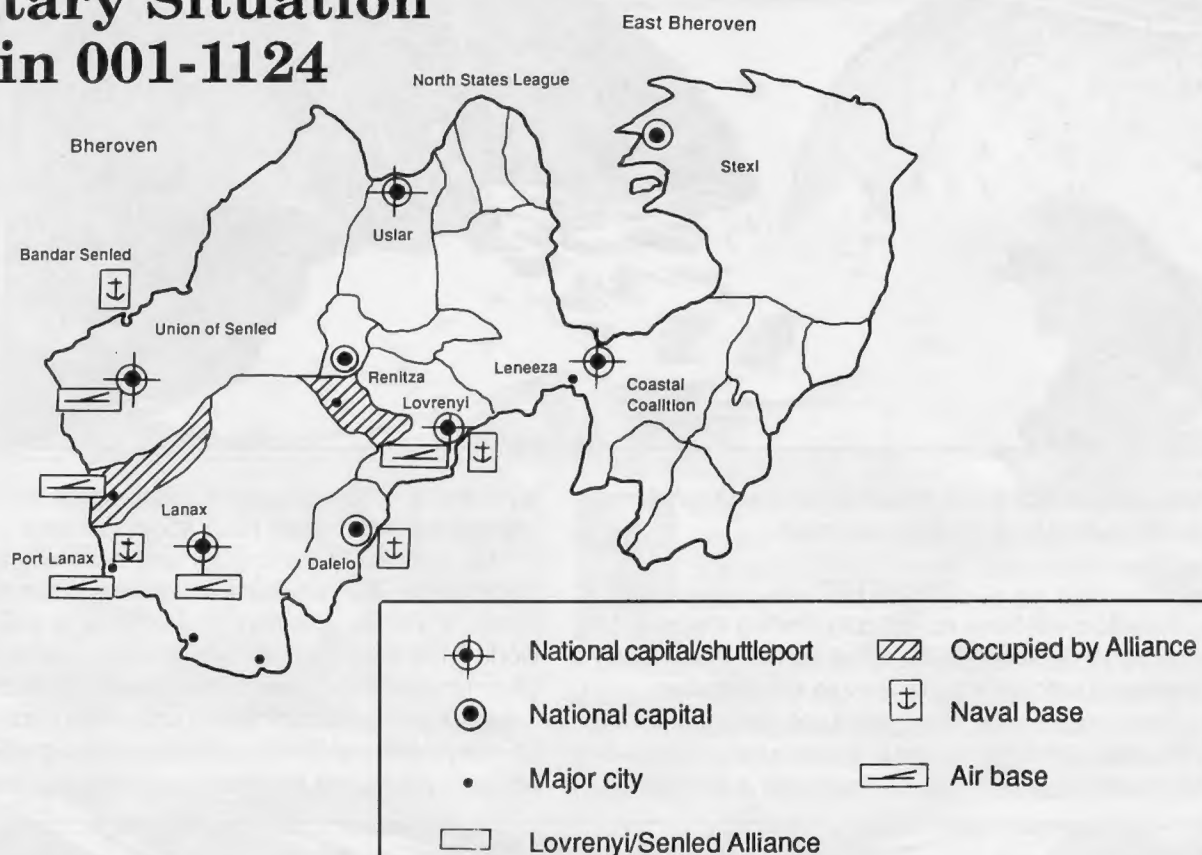 tary Situation
in 001-1124
East Bheroven
North States League
Bheroven
Stexl
Uslar
Bandar Senled
Union of Senled
Renitza
Leneeza
Coastal
Coalition
Lovrenyi
Lanax
Port Lanax
Dalelo
National capital/shuttleport
Occupied by Alliance
National capital
Naval base
Major city
Air base
Lovrenyi/Senled Alliance